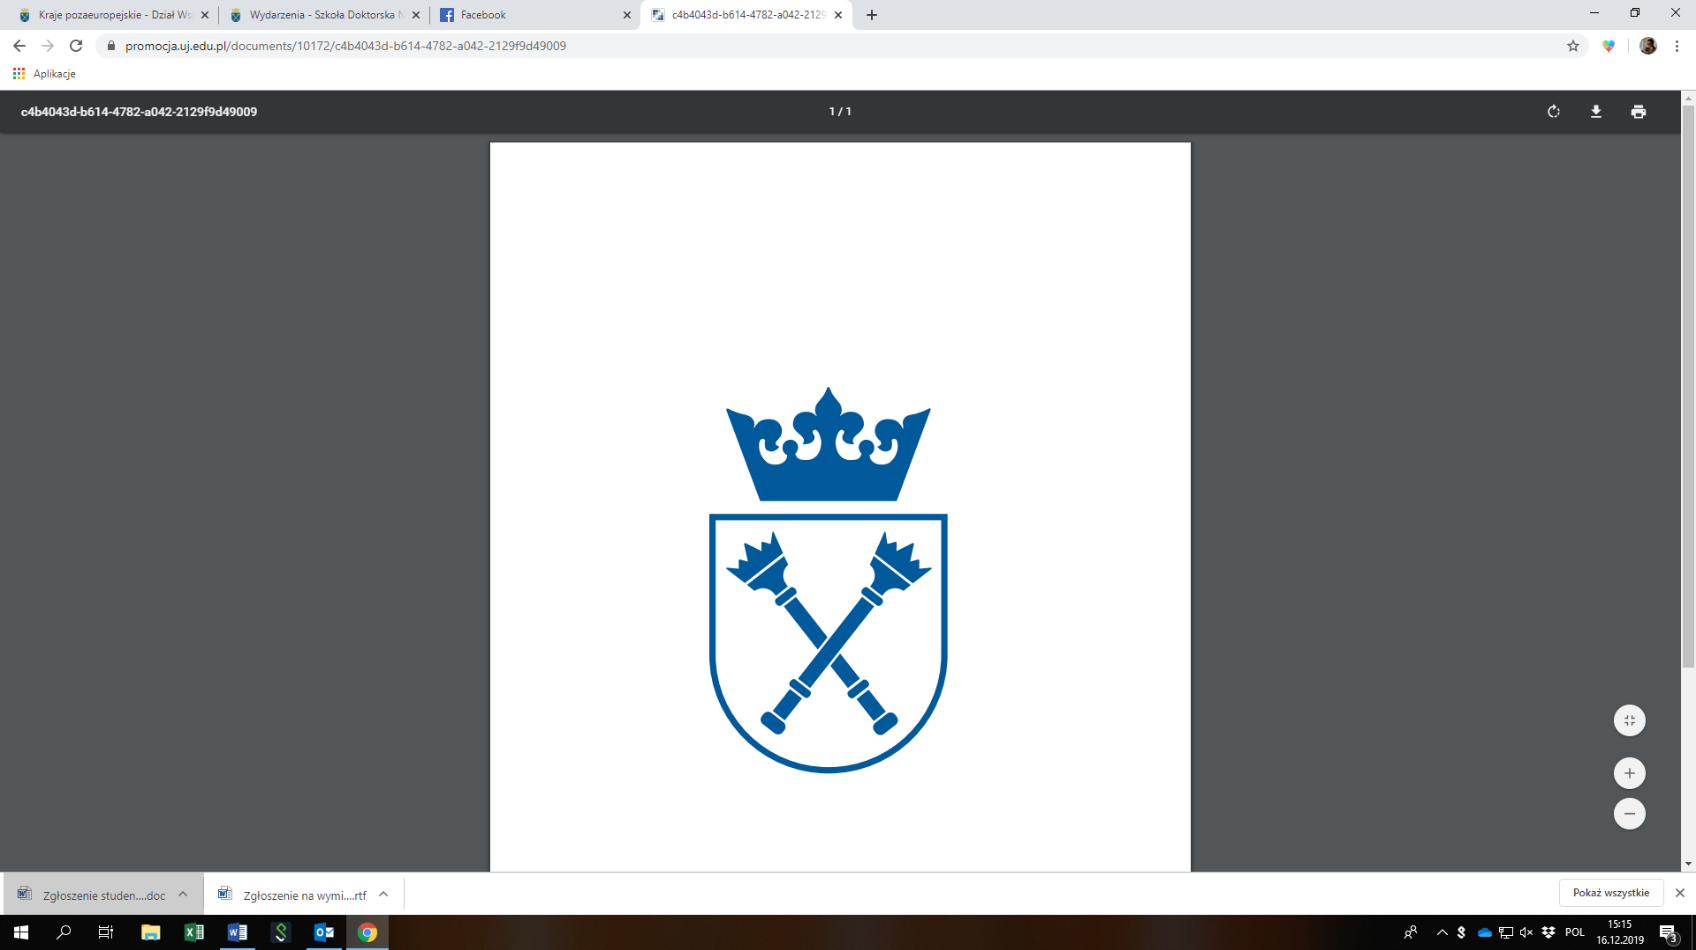 Kraje pozaeuropejskie - Dział Ws
Wydarzenia - Szkoła Doktorska N
Facebook
c4b4043d-b614-4782-a042-2129
promocja.uj.edu.pl/documents/10172/c4b4043d-b614-4782-a042-2129f9d49009
Aplikacje
c4b4043d-b614-4782-a042-2129f9d49009
1 / 1
Zgłoszenie studen....doc
Zgłoszenie na wymi....rtf
Pokaż wszystkie
POL
15:15
16.12.2019
3